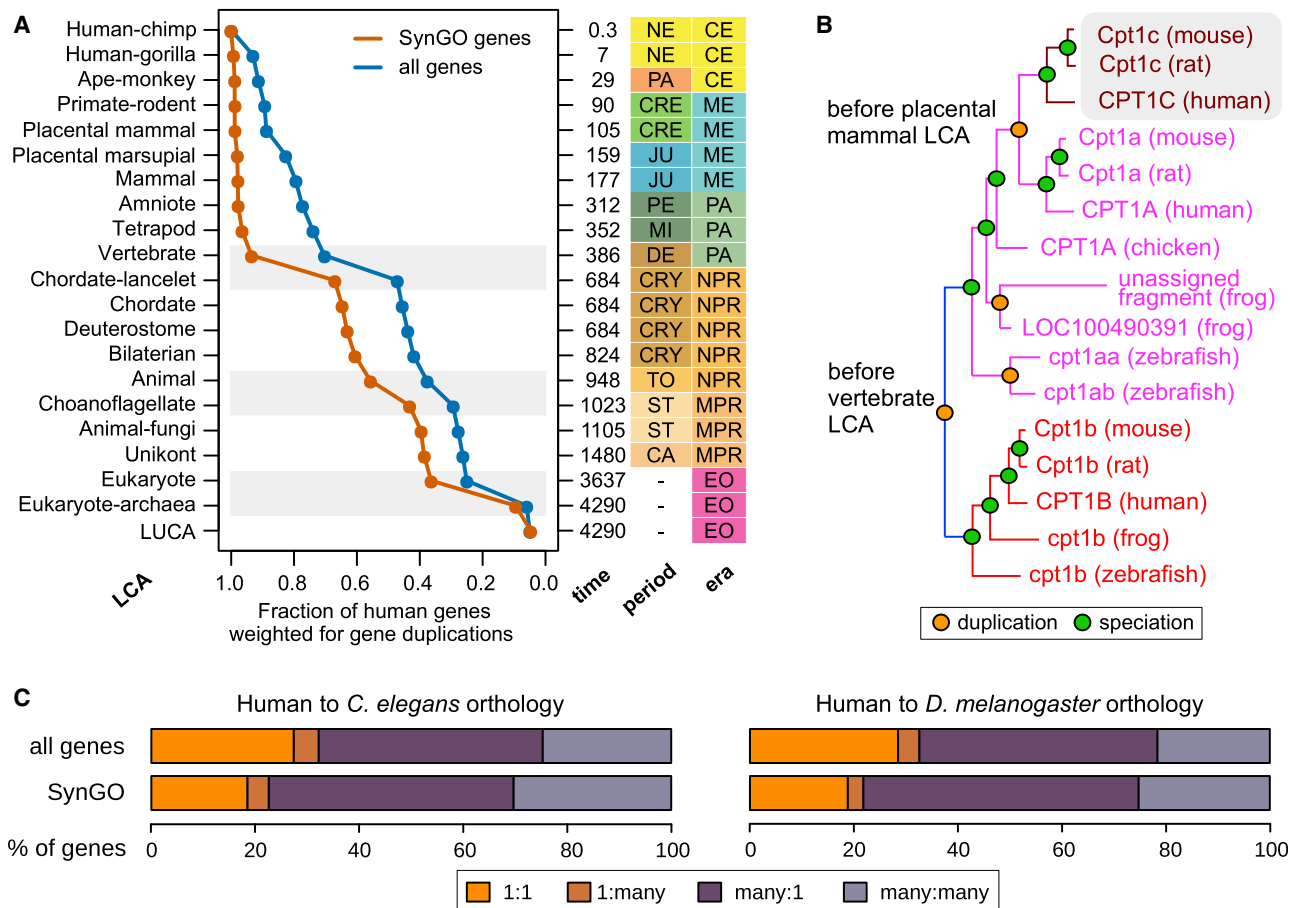 A
Human-chimp 0.3 NE CE
Human-gorilla 7 NE CE
Ape-monkey 29 PA CE
Primate-rodent 90 CRE ME
Placental mammal 105 CRE ME
Placental marsupial 159 JU ME
Mammal 177 JU ME
Amniote 312 PE PA
Tetrapod 352 MI PA
Vertebrate 386 DE PA
Chordate-lancelet 684 CRY NPR
Chordate 684 CRY NPR
Deuterostome 684 CRY NPR
Bilaterian 824 CRY NPR
Animal 948 TO NPR
Choanoflagellate 1023 ST MPR
Animal-fungi 1105 ST MPR
Unikont 1480 CA MPR
Eukaryote 3637 - EO
Eukaryote-archaea 4290 - EO
LUCA 4290 - EO
SynGO genes
all genes
1.0 0.8 0.6 0.4 0.2 0.0
LCA
time period era
Fraction of human genes
weighted for gene duplications
B
before placental
mammal LCA
before
vertebrate
LCA
Cpt1c (mouse)
Cpt1c (rat)
CPT1C (human)
Cpt1a (mouse)
Cpt1a (rat)
CPT1A (human)
CPT1A (chicken)
unassigned
fragment (frog)
LOC100490391 (frog)
cpt1aa (zebrafish)
cpt1ab (zebrafish)
Cpt1b (mouse)
Cpt1b (rat)
CPT1B (human)
cpt1b (frog)
cpt1b (zebrafish)
duplication speciation
C
Human to C. elegans orthology
Human to D. melanogaster orthology
all genes
SynGO
% of genes
0 20 40 60 80 100
0 20 40 60 80 100
1:1 1:many many:1 many:many